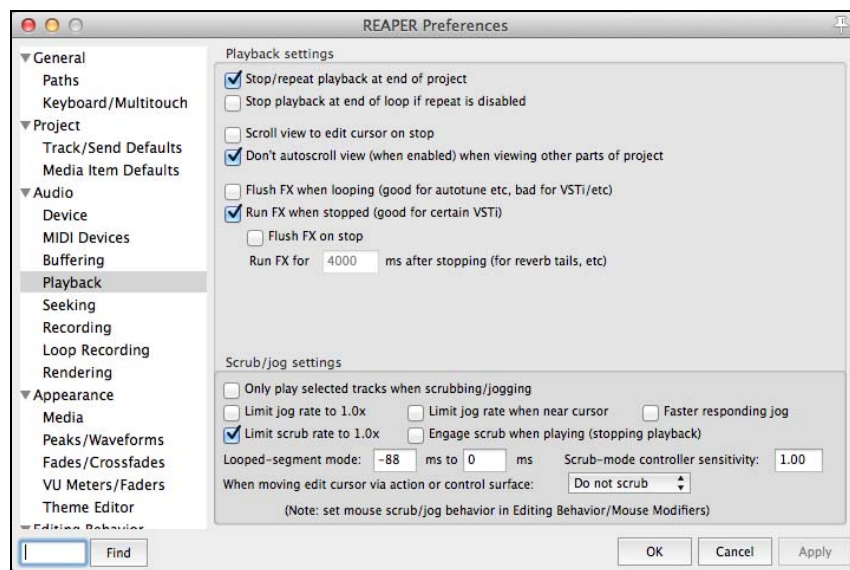 REAPER Preferences
▼General
Paths
Keyboard/Multitouch
▼Project
Track/Send Defaults
Media Item Defaults
▼Audio
Device
MIDI Devices
Buffering
Playback
Seeking
Recording
Loop Recording
Rendering
▼Appearance
Media
Peaks/Waveforms
Fades/Crossfades
VU Meters/Faders
Theme Editor
▼Editing Behavior
Find
Playback settings
Stop/repeat playback at end of project
Stop playback at end of loop if repeat is disabled
Scroll view to edit cursor on stop
Don't autoscroll view (when enabled) when viewing other parts of project
Flush FX when looping (good for autotune etc, bad for VSTi/etc)
Run FX when stopped (good for certain VSTi)
Flush FX on stop
Run FX for 4000 ms after stopping (for reverb tails, etc)
Scrub/jog settings
Only play selected tracks when scrubbing/jogging
Limit jog rate to 1.0x Limit jog rate when near cursor Faster responding jog
Limit scrub rate to 1.0x Engage scrub when playing (stopping playback)
Looped-segment mode: -88 ms to 0 ms Scrub-mode controller sensitivity: 1.00
When moving edit cursor via action or control surface: Do not scrub
(Note: set mouse scrub/jog behavior in Editing Behavior/Mouse Modifiers)
OK Cancel Apply